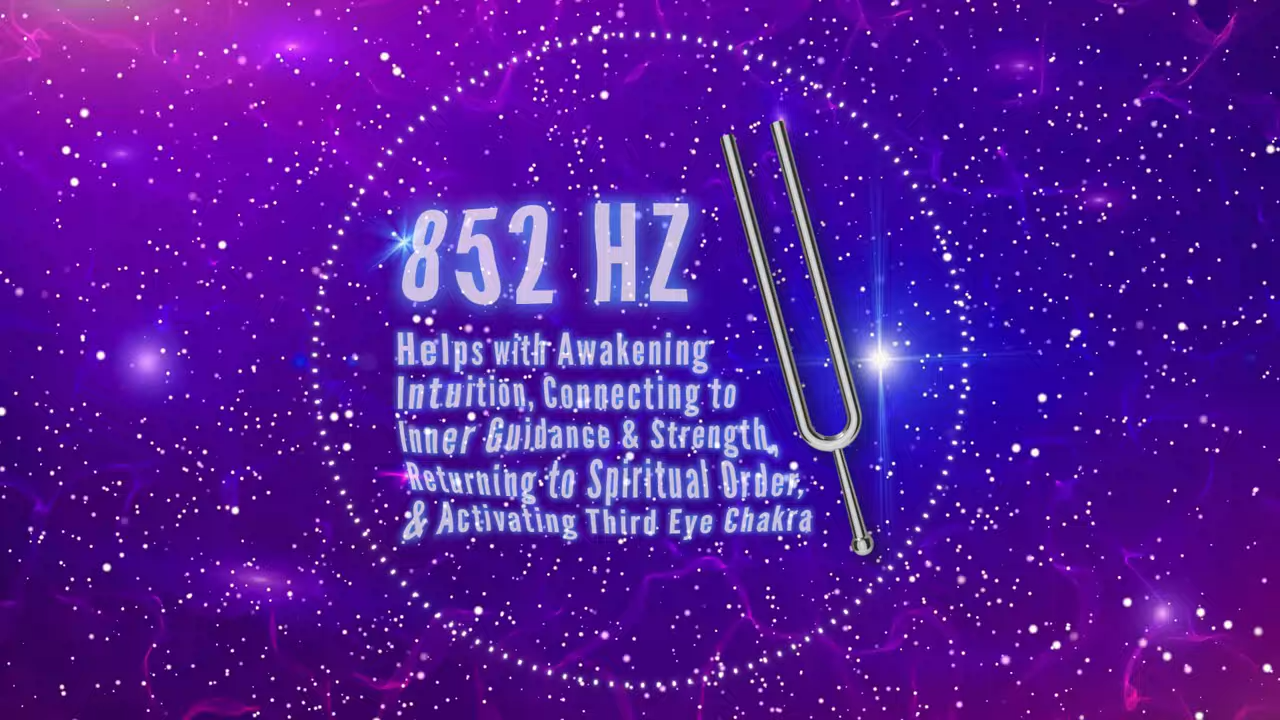 852 HZ
Helps with Awakening
Intuition, Connecting to
Inner Guidance & Strength,
Returning to Spiritual Order,
& Activating Third Eye Chakra